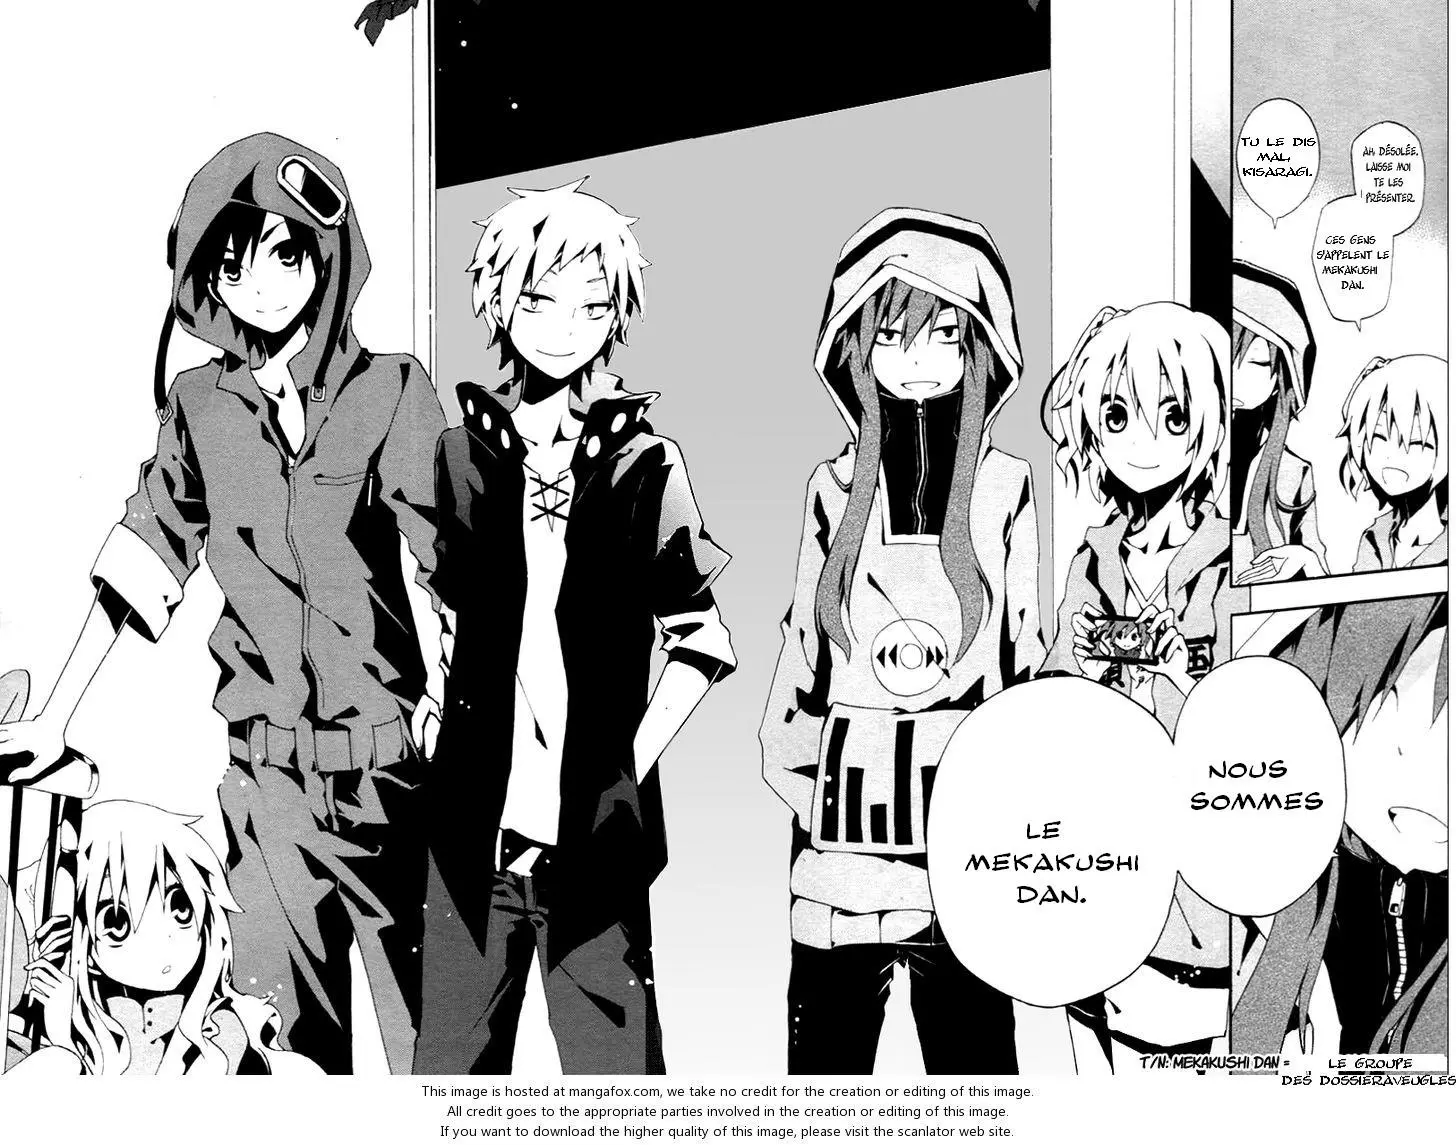 AH, DÉSOLÉE,
LAISSE MOI
TE LES
PRÉSENTER.
CES GENS
S'APPELENT LE
MEKAKUSHI
DAN.
TU LE DIS
MAL,
KISARAGI.
NOUS
SOMMES
LE
MEKAKUSHI
DAN.
T/N: MEKAKUSHI DAN = LE GROUPE
DES DOSSIERAVEUGLES
This image is hosted at mangafox.com, we take no credit for the creation or editing of this image.
All credit goes to the appropriate parties involved in the creation or editing of this image.
If you want to download the higher quality of this image, please visit the scanlator web site.